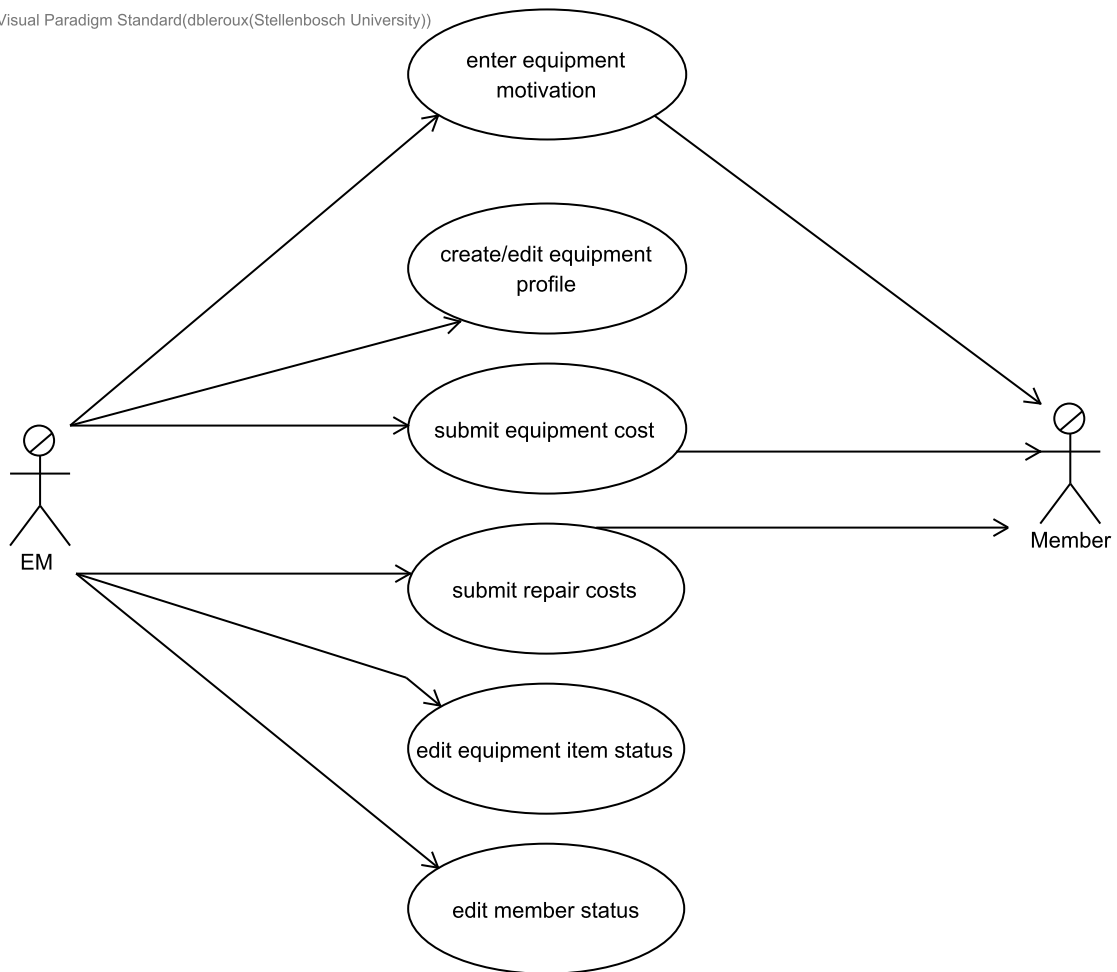 Visual Paradigm Standard(dbleroux(Stellenbosch University))
enter equipment
motivation
create/edit equipment
profile
submit equipment cost
EM
Member
submit repair costs
edit equipment item status
edit member status